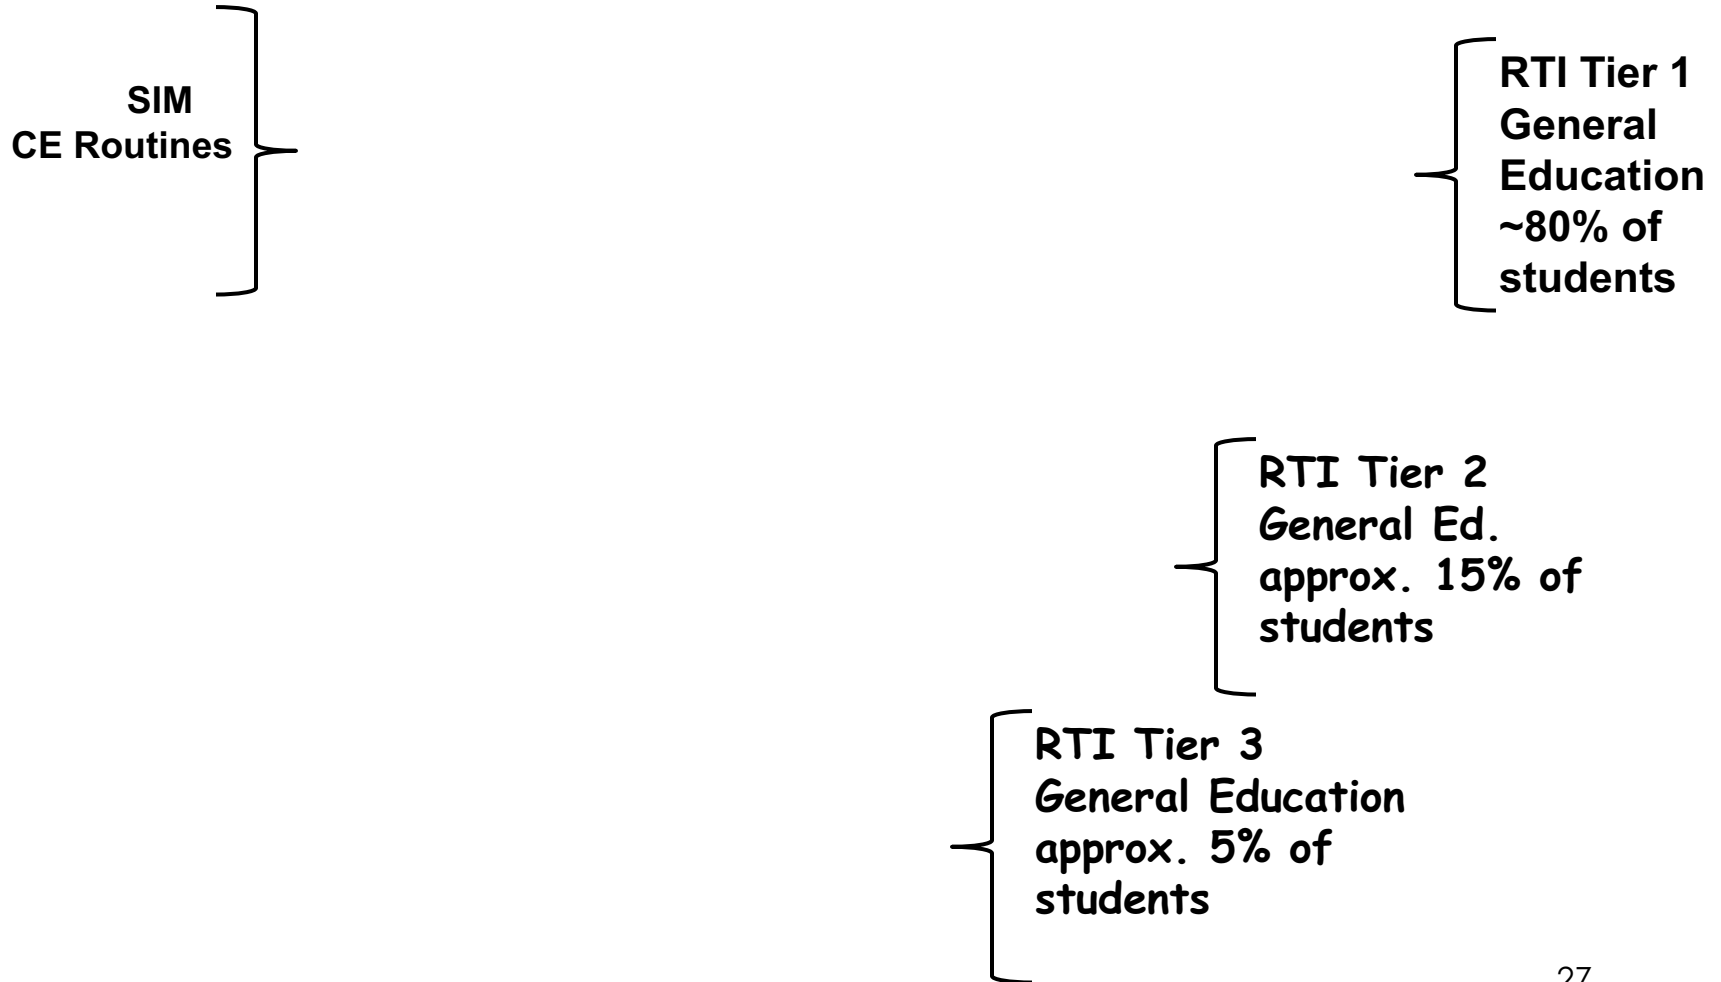 SIM
CE Routines
RTI Tier 1
General
Education
~80% of
students
RTI Tier 2
General Ed.
approx. 15% of
students
RTI Tier 3
General Education
approx. 5% of
students
27